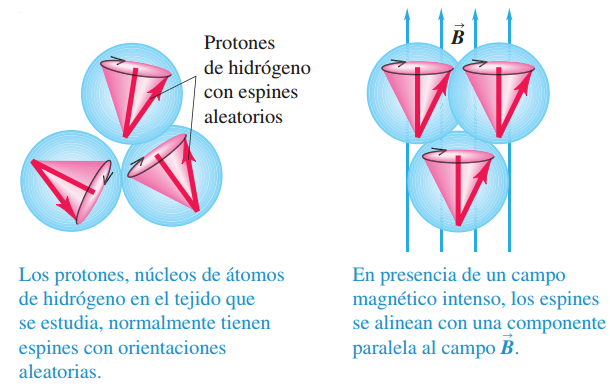 Protones
de hidrógeno
con espines
aleatorios
B
Los protones, núcleos de átomos
de hidrógeno en el tejido que
se estudia, normalmente tienen
espines con orientaciones
aleatorias.
En presencia de un campo
magnético intenso, los espines
se alinean con una componente
paralela al campo B.